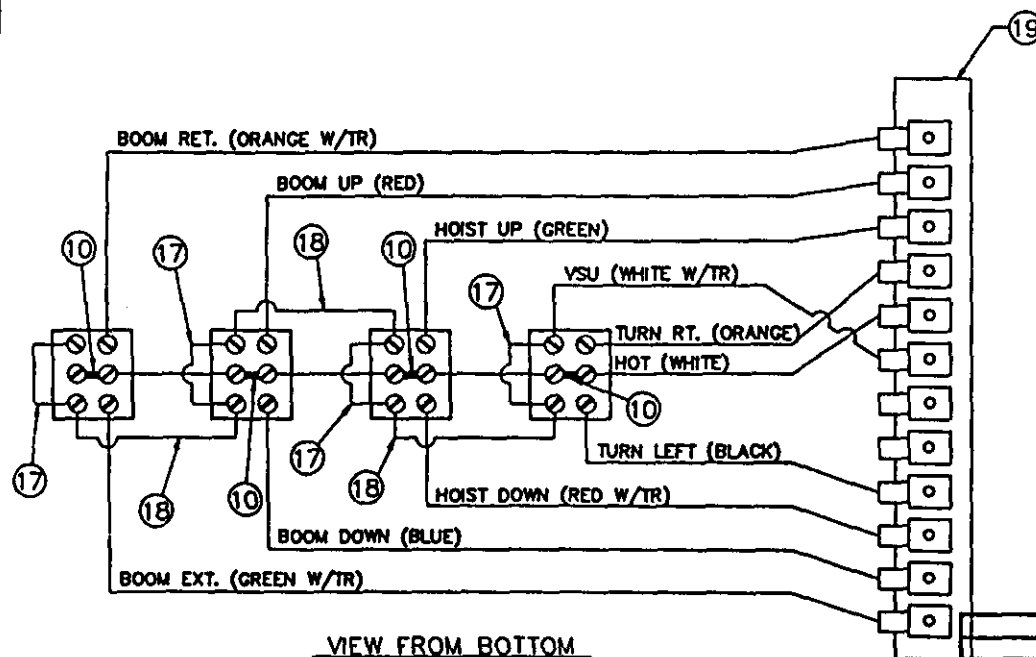 19
BOOM RET. (ORANGE W/TR)
BOOM UP (RED)
HOIST UP (GREEN)
10
17
18
10
17
VSU (WHITE W/TR)
TURN RT. (ORANGE)
HOT (WHITE)
10
17
18
10
17
18
TURN LEFT (BLACK)
HOIST DOWN (RED W/TR)
BOOM DOWN (BLUE)
BOOM EXT. (GREEN W/TR)
VIEW FROM BOTTOM